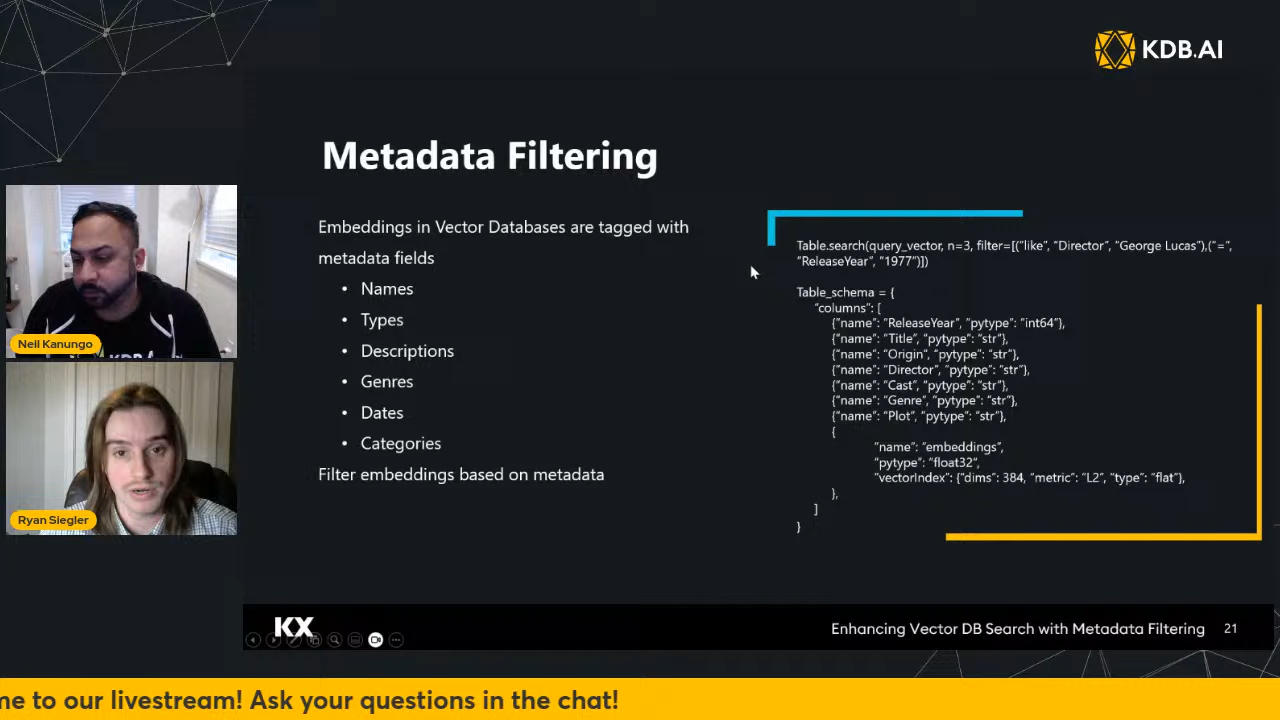 KDB.AI
Metadata Filtering
Embeddings in Vector Databases are tagged with
metadata fields
• Names
• Types
• Descriptions
• Genres
• Dates
• Categories
Filter embeddings based on metadata
Table.search(query_vector, n=3, filter=[("like", "Director", "George Lucas"),("=",
"ReleaseYear", "1977")])
Table_schema = {
"columns": [
{"name": "ReleaseYear", "pytype": "int64"},
{"name": "Title", "pytype": "str"},
{"name": "Origin", "pytype": "str"},
{"name": "Director", "pytype": "str"},
{"name": "Cast", "pytype": "str"},
{"name": "Genre", "pytype": "str"},
{"name": "Plot", "pytype": "str"},
{
"name": "embeddings",
"pytype": "float32",
"vectorIndex": {"dims": 384, "metric": "L2", "type": "flat"},
},
]
}
Neil Kanungo
Ryan Siegler
KX
Enhancing Vector DB Search with Metadata Filtering 21
me to our livestream! Ask your questions in the chat!